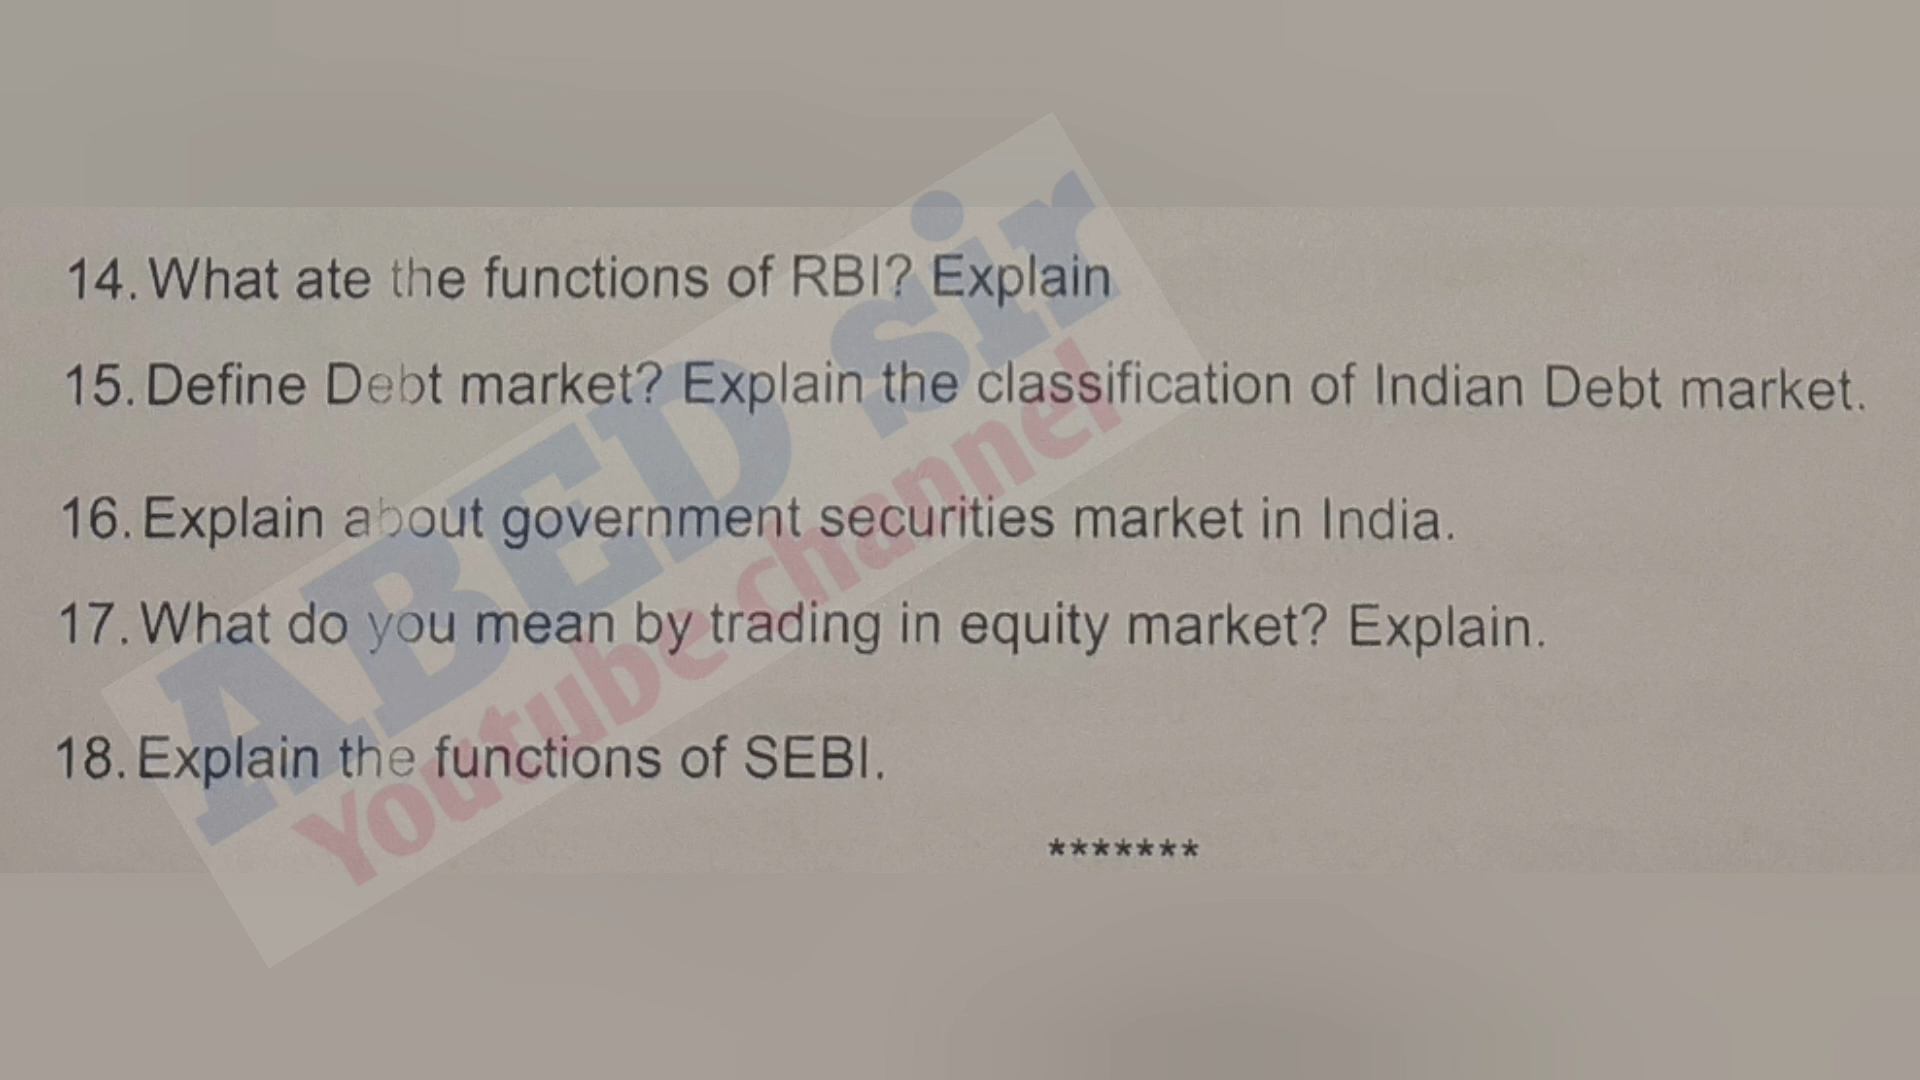 14. What ate the functions of RBI? Explain
15. Define Debt market? Explain the classification of Indian Debt market.
16. Explain about government securities market in India.
17. What do you mean by trading in equity market? Explain.
18. Explain the functions of SEBI.
*******
ABED sir
Youtube channel